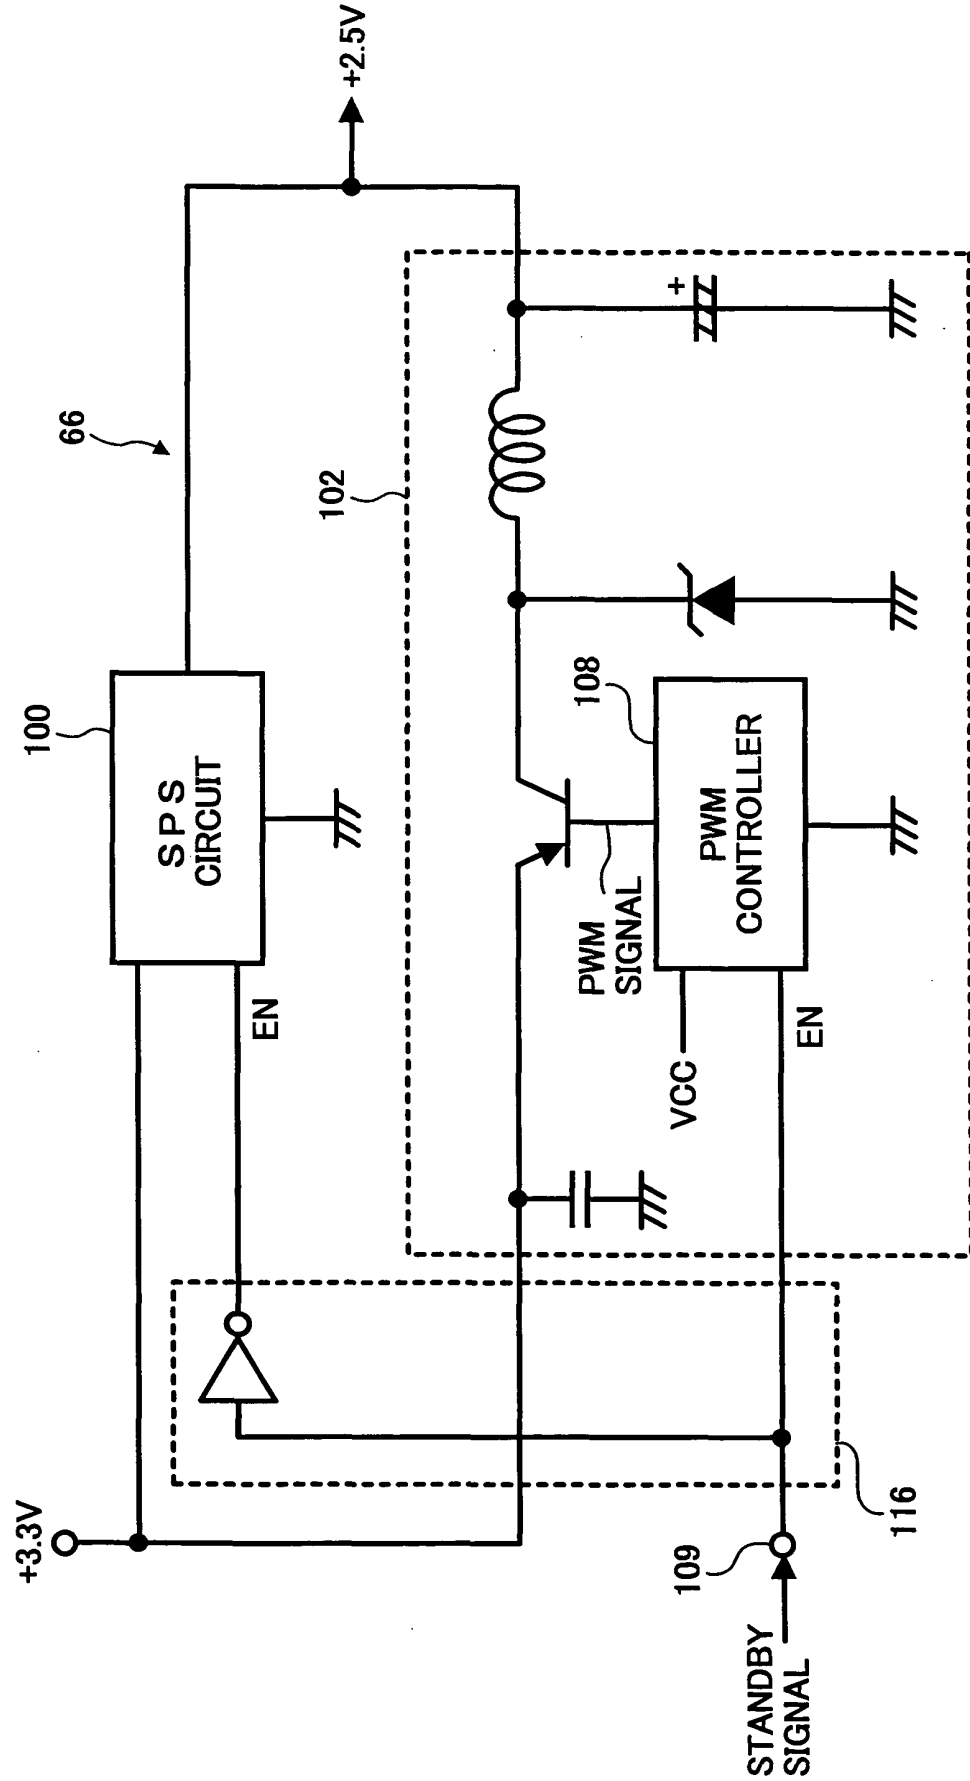 +3.3V
66
+2.5V
100
S P S
CIRCUIT
EN
102
+
108
PWM
SIGNAL
PWM
CONTROLLER
VCC
EN
109
116
STANDBY
SIGNAL